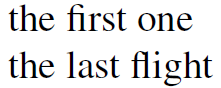 the first one
the last flight